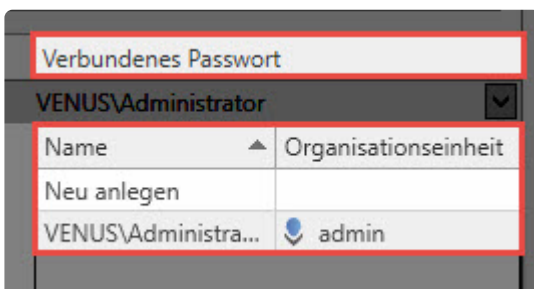 Verbundenes Passwort
VENUS\Administrator
Name Organisationseinheit
Neu anlegen
VENUS\Administra... admin